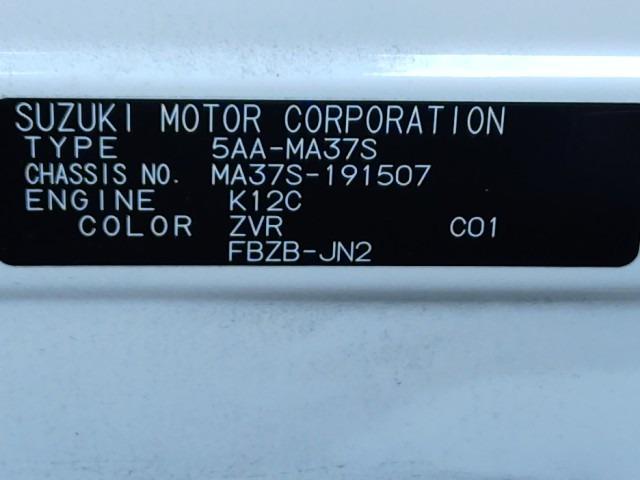 SUZUKI MOTOR CORPORATION
TYPE 5AA-MA37S
CHASSIS NO. MA37S-191507
ENGINE K12C
COLOR ZVR C01
FBZB-JN2